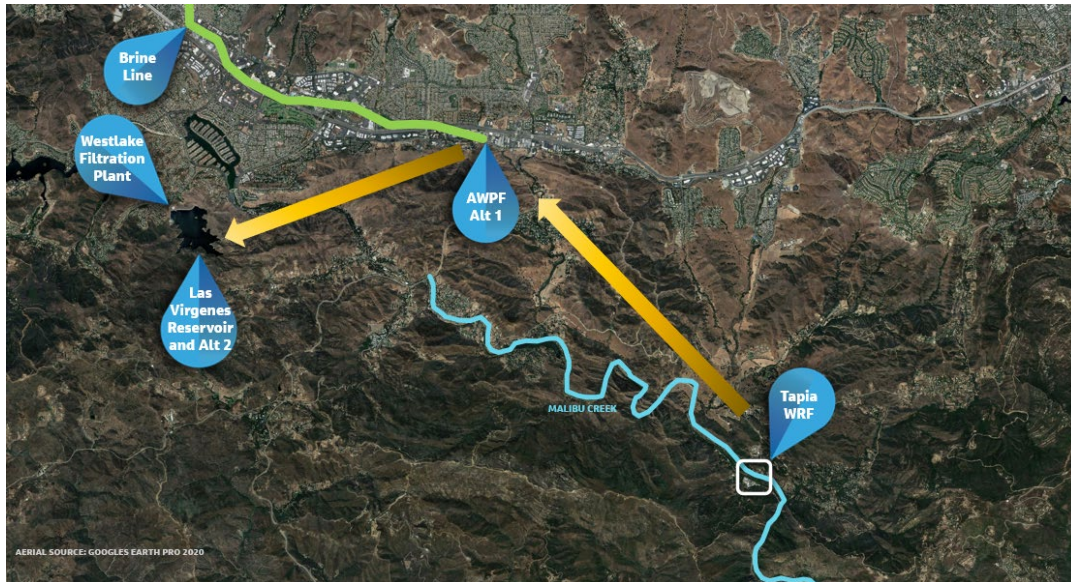 Brine
Line
Westlake
Filtration
Plant
AWPF
Alt 1
Las
Virgenes
Reservoir
and Alt 2
Tapia
WRF
MALIBU CREEK
AERIAL SOURCE: GOOGLES EARTH PRO 2020